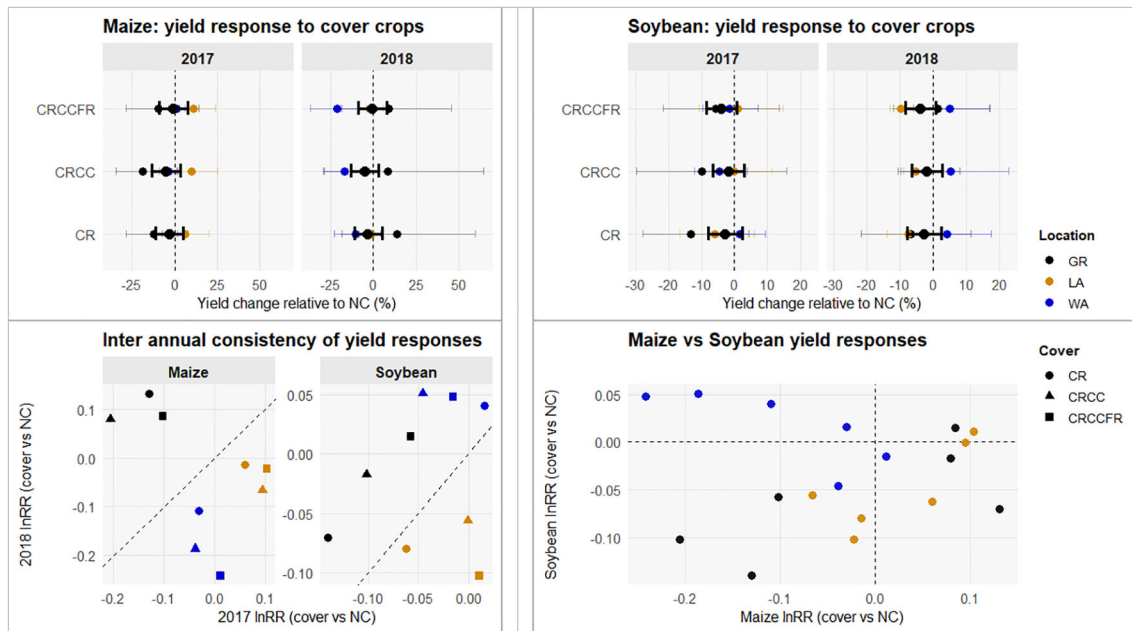 Maize: yield response to cover crops
2017
2018
CRCCFR
CRCC
CR
-25 0 25 50
-25 0 25 50
Yield change relative to NC (%)
Soybean: yield response to cover crops
2017
2018
CRCCFR
CRCC
CR
-30 -20 -10 0 10 20
-30 -20 -10 0 10 20
Yield change relative to NC (%)
Location
GR
LA
WA
Cover
CR
CRCC
CRCCFR
Inter annual consistency of yield responses
Maize
Soybean
2018 lnRR (cover vs NC)
0.1
0.0
-0.1
-0.2
0.05
0.00
-0.05
-0.10
-0.2 -0.1 0.0 0.1
-0.10 -0.05 0.00
2017 lnRR (cover vs NC)
Maize vs Soybean yield responses
Soybean lnRR (cover vs NC)
0.05
0.00
-0.05
-0.10
-0.2 -0.1 0.0 0.1
Maize lnRR (cover vs NC)